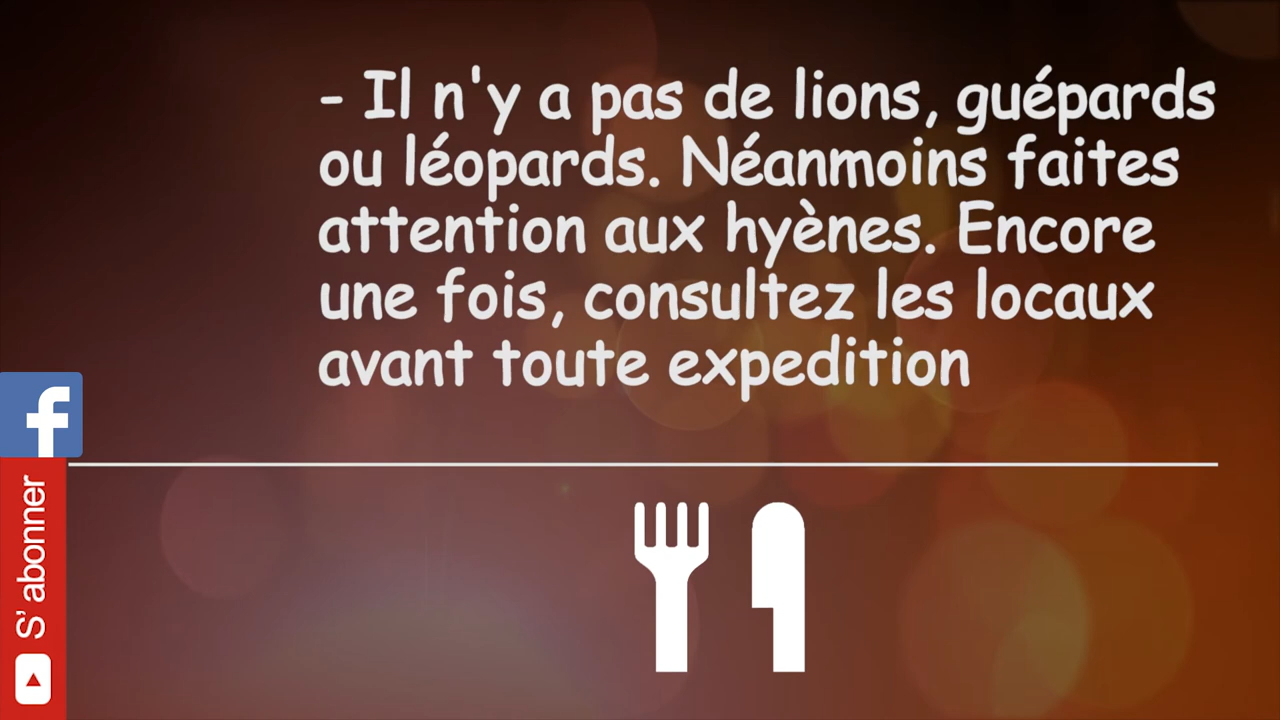 - Il n'y a pas de lions, guépards
ou léopards. Néanmoins faites
attention aux hyènes. Encore
une fois, consultez les locaux
avant toute expedition
f
S' abonner